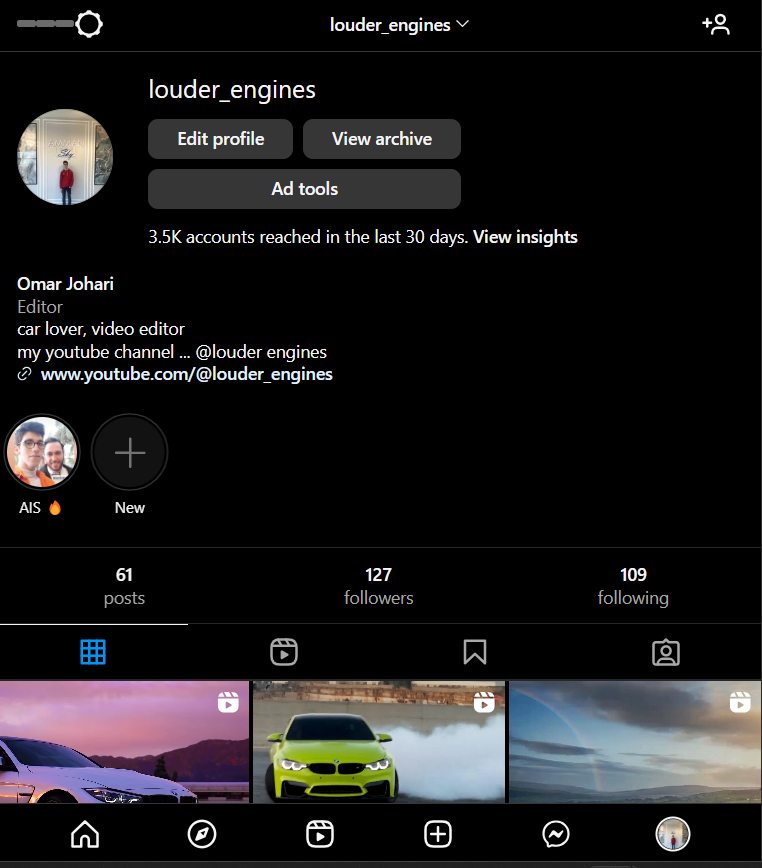 louder_engines
louder_engines
Edit profile
View archive
Ad tools
3.5K accounts reached in the last 30 days. View insights
Omar Johari
Editor
car lover, video editor
my youtube channel ... @louder engines
www.youtube.com/@louder_engines
AIS 🔥
New
61
posts
127
followers
109
following